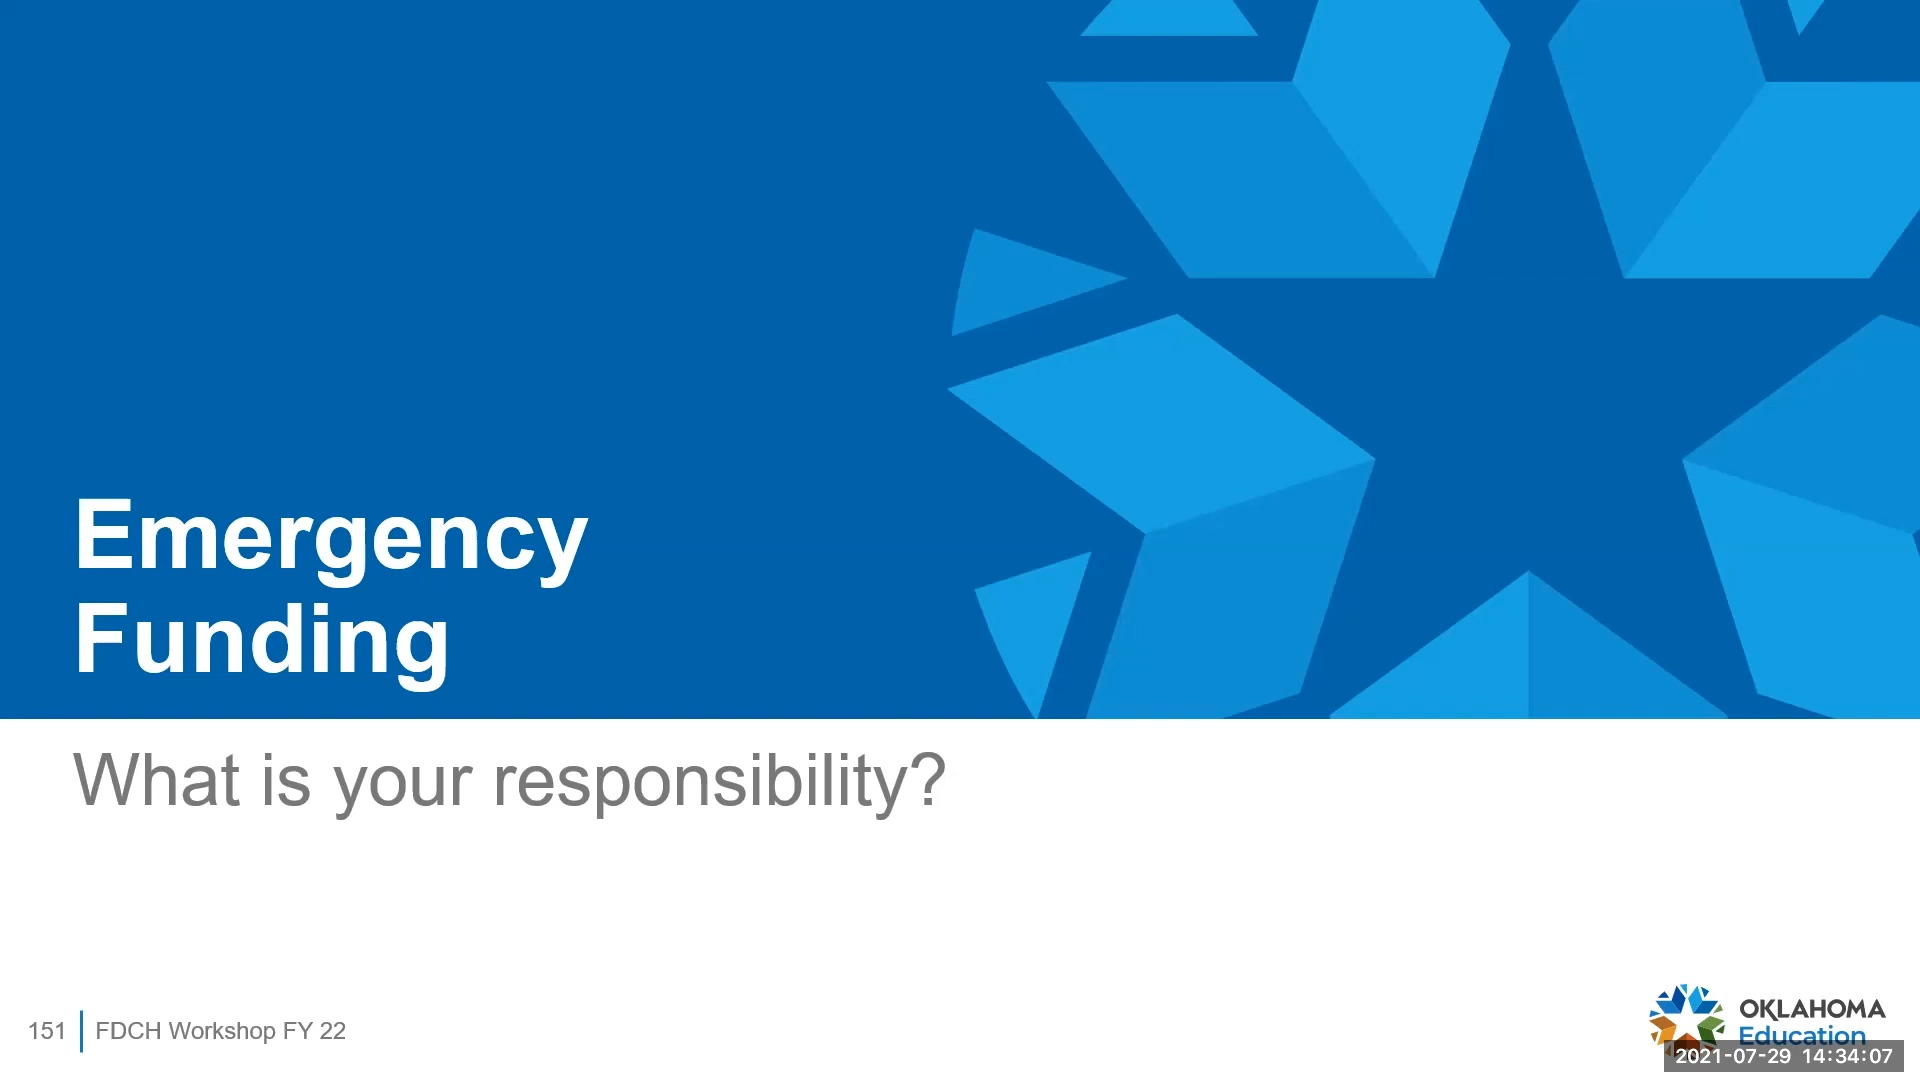 Emergency
Funding
What is your responsibility?
151
FDCH Workshop FY 22
OKLAHOMA
Education
2021-07-29 14:34:07